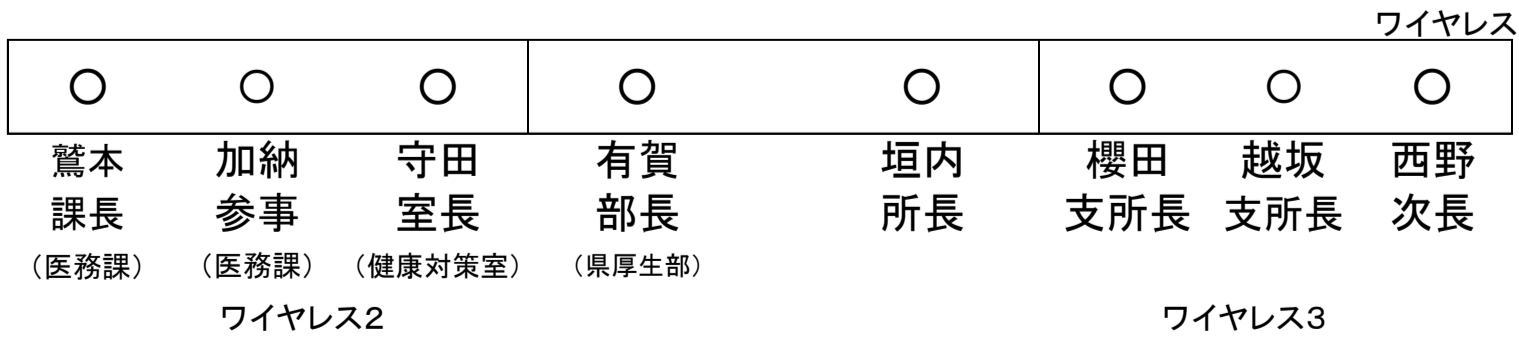 ワイヤレス
○ ○ ○ ○ ○ ○ ○ ○
鷲本 加納 守田 有賀 垣内 櫻田 越坂 西野
課長 参事 室長 部長 所長 支所長 支所長 次長
（医務課） （医務課） （健康対策室） （県厚生部）
ワイヤレス２ ワイヤレス３